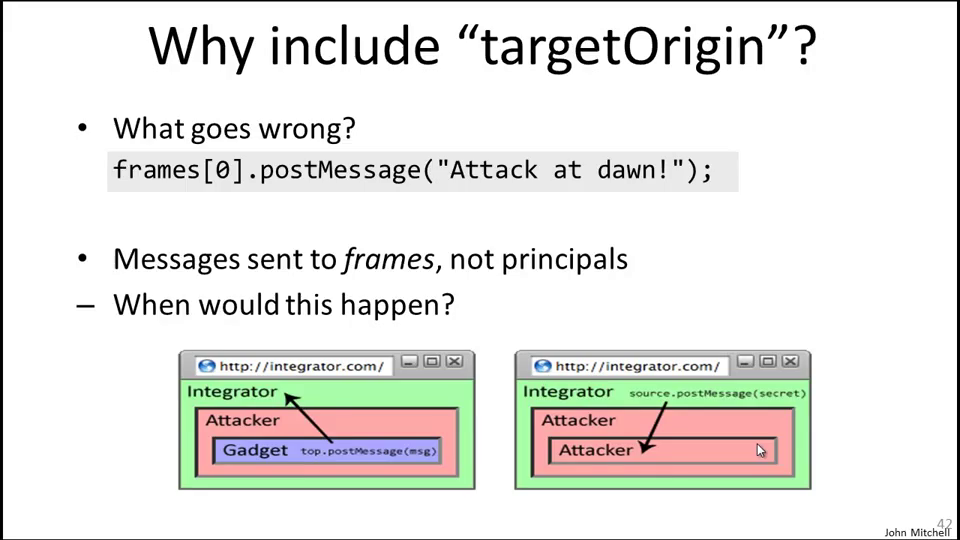 Why include “targetOrigin”?
• What goes wrong?
frames[0].postMessage("Attack at dawn!");
• Messages sent to frames, not principals
– When would this happen?
http://integrator.com/
Integrator
Attacker
Gadget top.postMessage(msg)
http://integrator.com/
Integrator source.postMessage(secret)
Attacker
Attacker
42
John Mitchell